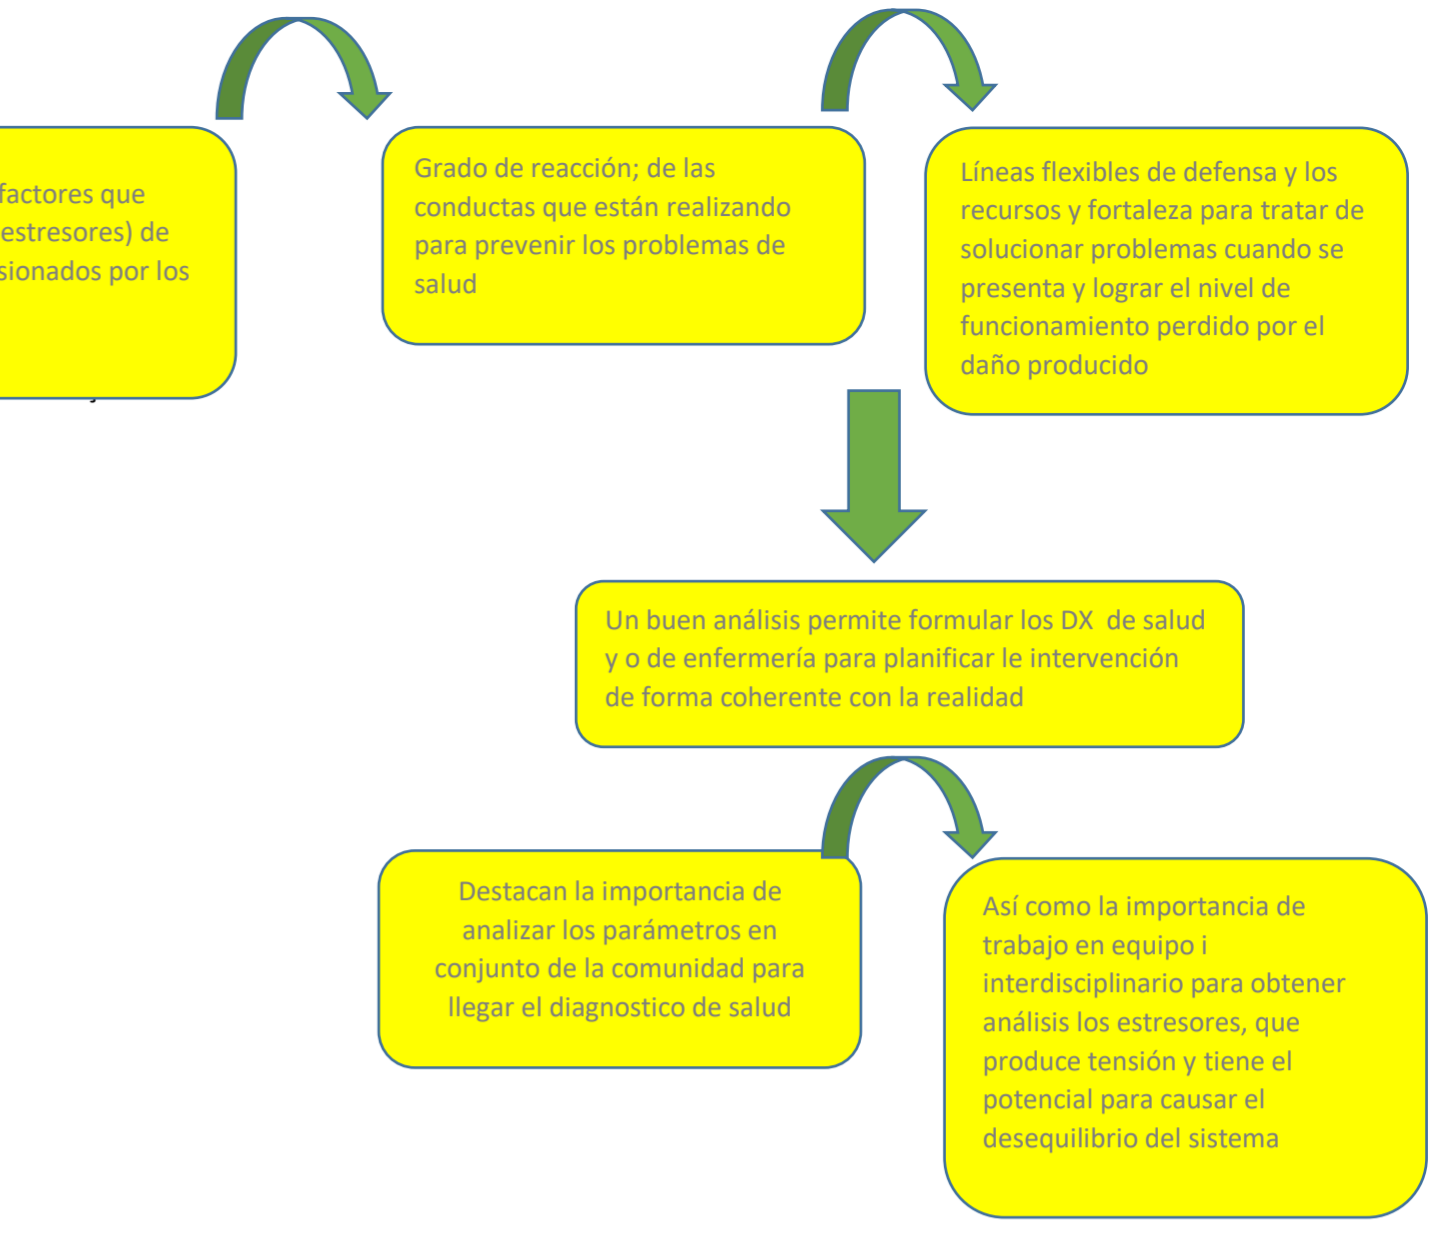 factores que
estresores) de
sionados por los
Grado de reacción; de las
conductas que están realizando
para prevenir los problemas de
salud
Líneas flexibles de defensa y los
recursos y fortaleza para tratar de
solucionar problemas cuando se
presenta y lograr el nivel de
funcionamiento perdido por el
daño producido
Un buen análisis permite formular los DX  de salud
y o de enfermería para planificar le intervención
de forma coherente con la realidad
Destacan la importancia de
analizar los parámetros en
conjunto de la comunidad para
llegar el diagnostico de salud
Así como la importancia de
trabajo en equipo i
interdisciplinario para obtener
análisis los estresores, que
produce tensión y tiene el
potencial para causar el
desequilibrio del sistema